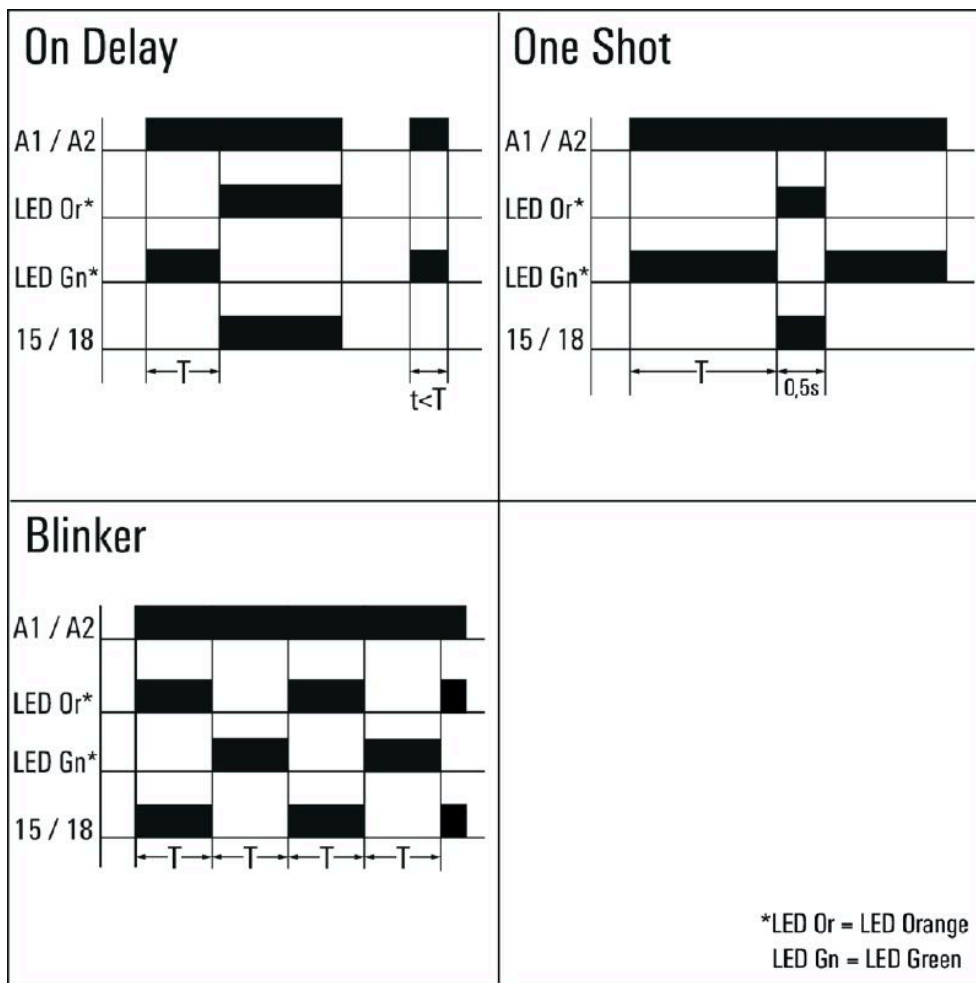 On Delay
A1 / A2
LED Or*
LED Gn*
15 / 18
T
t<T
One Shot
A1 / A2
LED Or*
LED Gn*
15 / 18
T
0,5s
Blinker
A1 / A2
LED Or*
LED Gn*
15 / 18
T T T T
*LED Or = LED Orange
LED Gn = LED Green